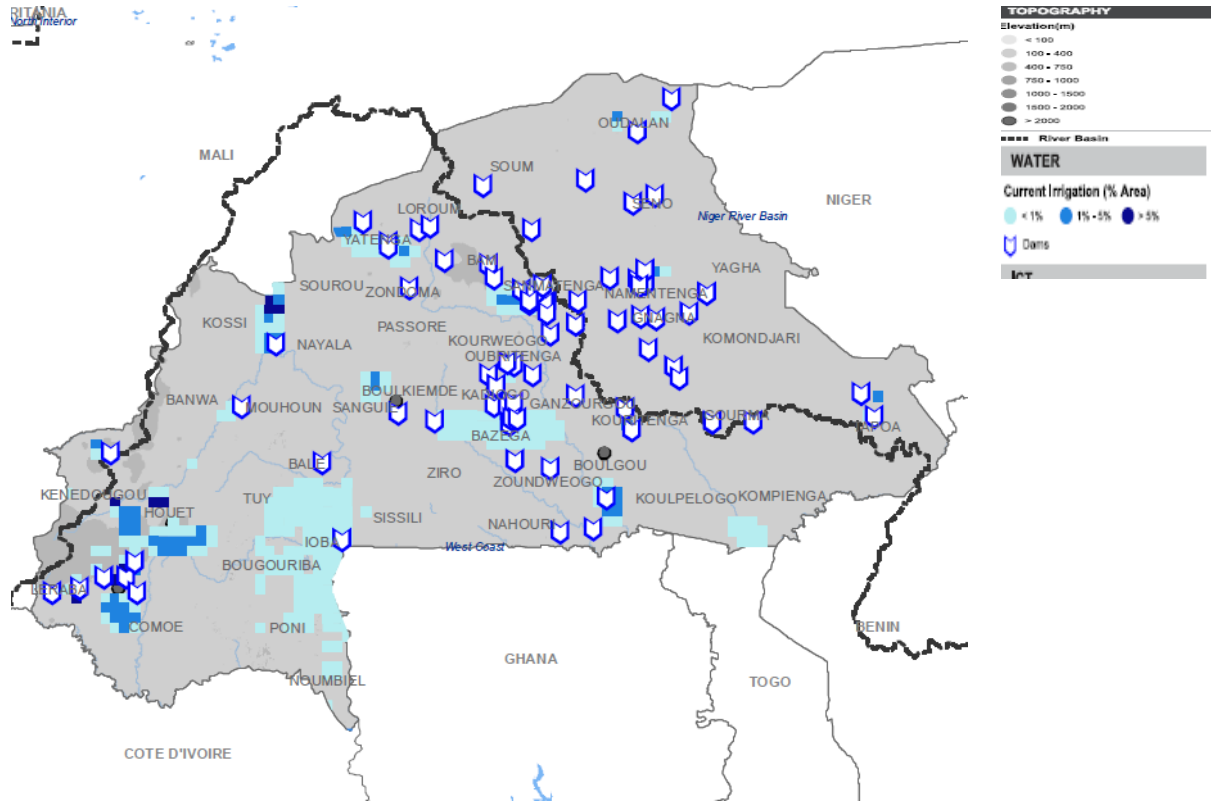 RITANIA
North Interior
MALI
NIGER
OUDALAN
SOUM
SENO
Niger River Basin
LOROUM
YATENGA
BAM
YAGHA
SOUROU
ZONDOMA
SANMATENGA
NAMENTENGA
KOSSI
PASSORE
GNAGNA
NAYALA
KOURWEOGO
KOMONDJARI
OUBRITENGA
BANWA
MOUHOUN
SANGUIE
BOULKIEMDE
KADIOGO
GANZOURGOU
KOURITENGA
GOURMA
TAPOA
BAZEGA
BALE
ZIRO
BOULGOU
KENEDOUGOU
TUY
ZOUNDWEOGO
KOULPELOGO
KOMPIENGA
HOUET
SISSILI
NAHOURI
IOBA
West Coast
BOUGOURIBA
LERABA
COMOE
PONI
BENIN
GHANA
NOUMBIEL
TOGO
COTE D'IVOIRE
TOPOGRAPHY
Elevation(m)
< 100
100 - 400
400 - 750
750 - 1000
1000 - 1500
1500 - 2000
> 2000
River Basin
WATER
Current Irrigation (% Area)
< 1% 1% - 5% > 5%
Dams
ICT